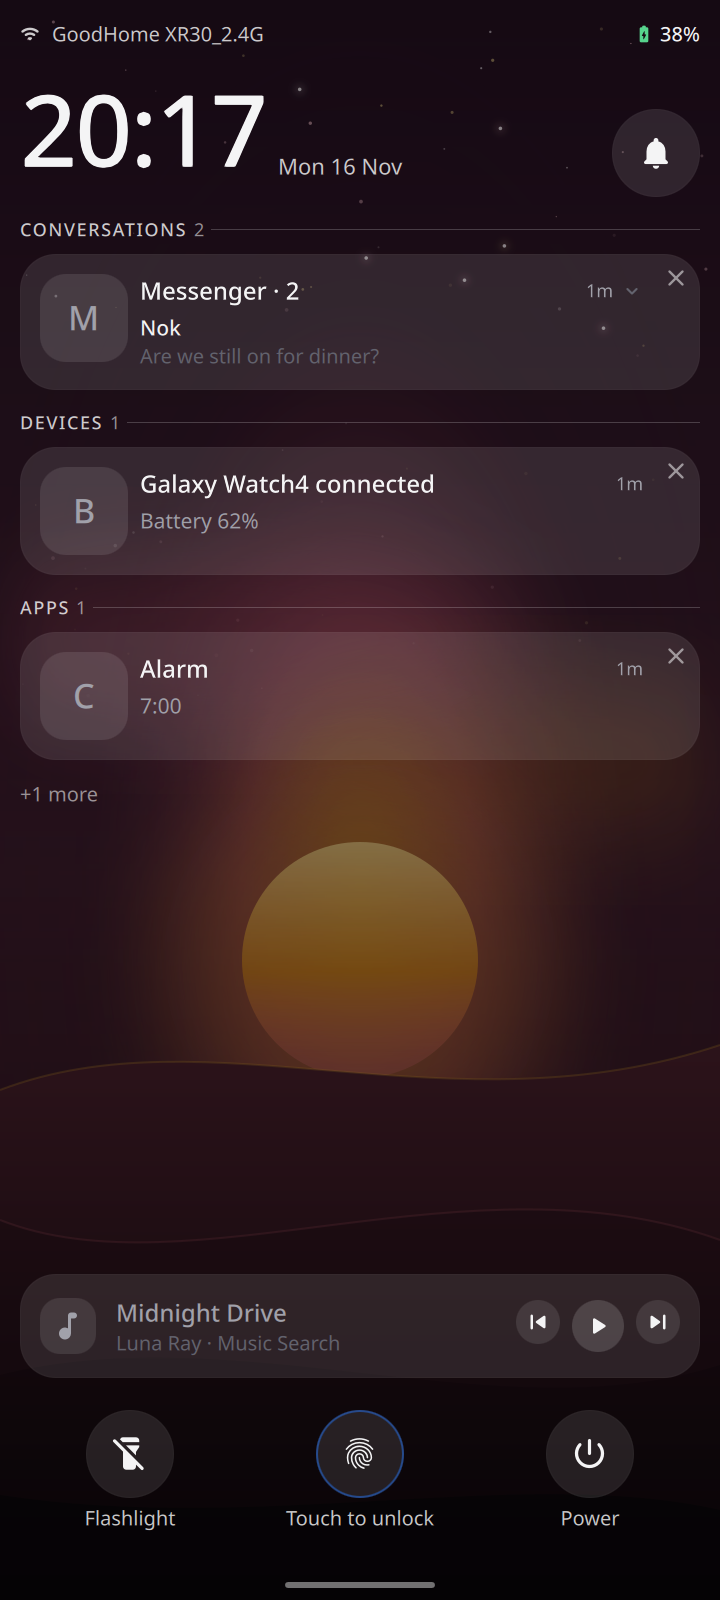 GoodHome XR30_2.4G
38%
20:17
Mon 16 Nov
CONVERSATIONS 2
M
Messenger · 2
1m
Nok
Are we still on for dinner?
DEVICES 1
B
Galaxy Watch4 connected
1m
Battery 62%
APPS 1
C
Alarm
1m
7:00
+1 more
Midnight Drive
Luna Ray · Music Search
Flashlight
Touch to unlock
Power